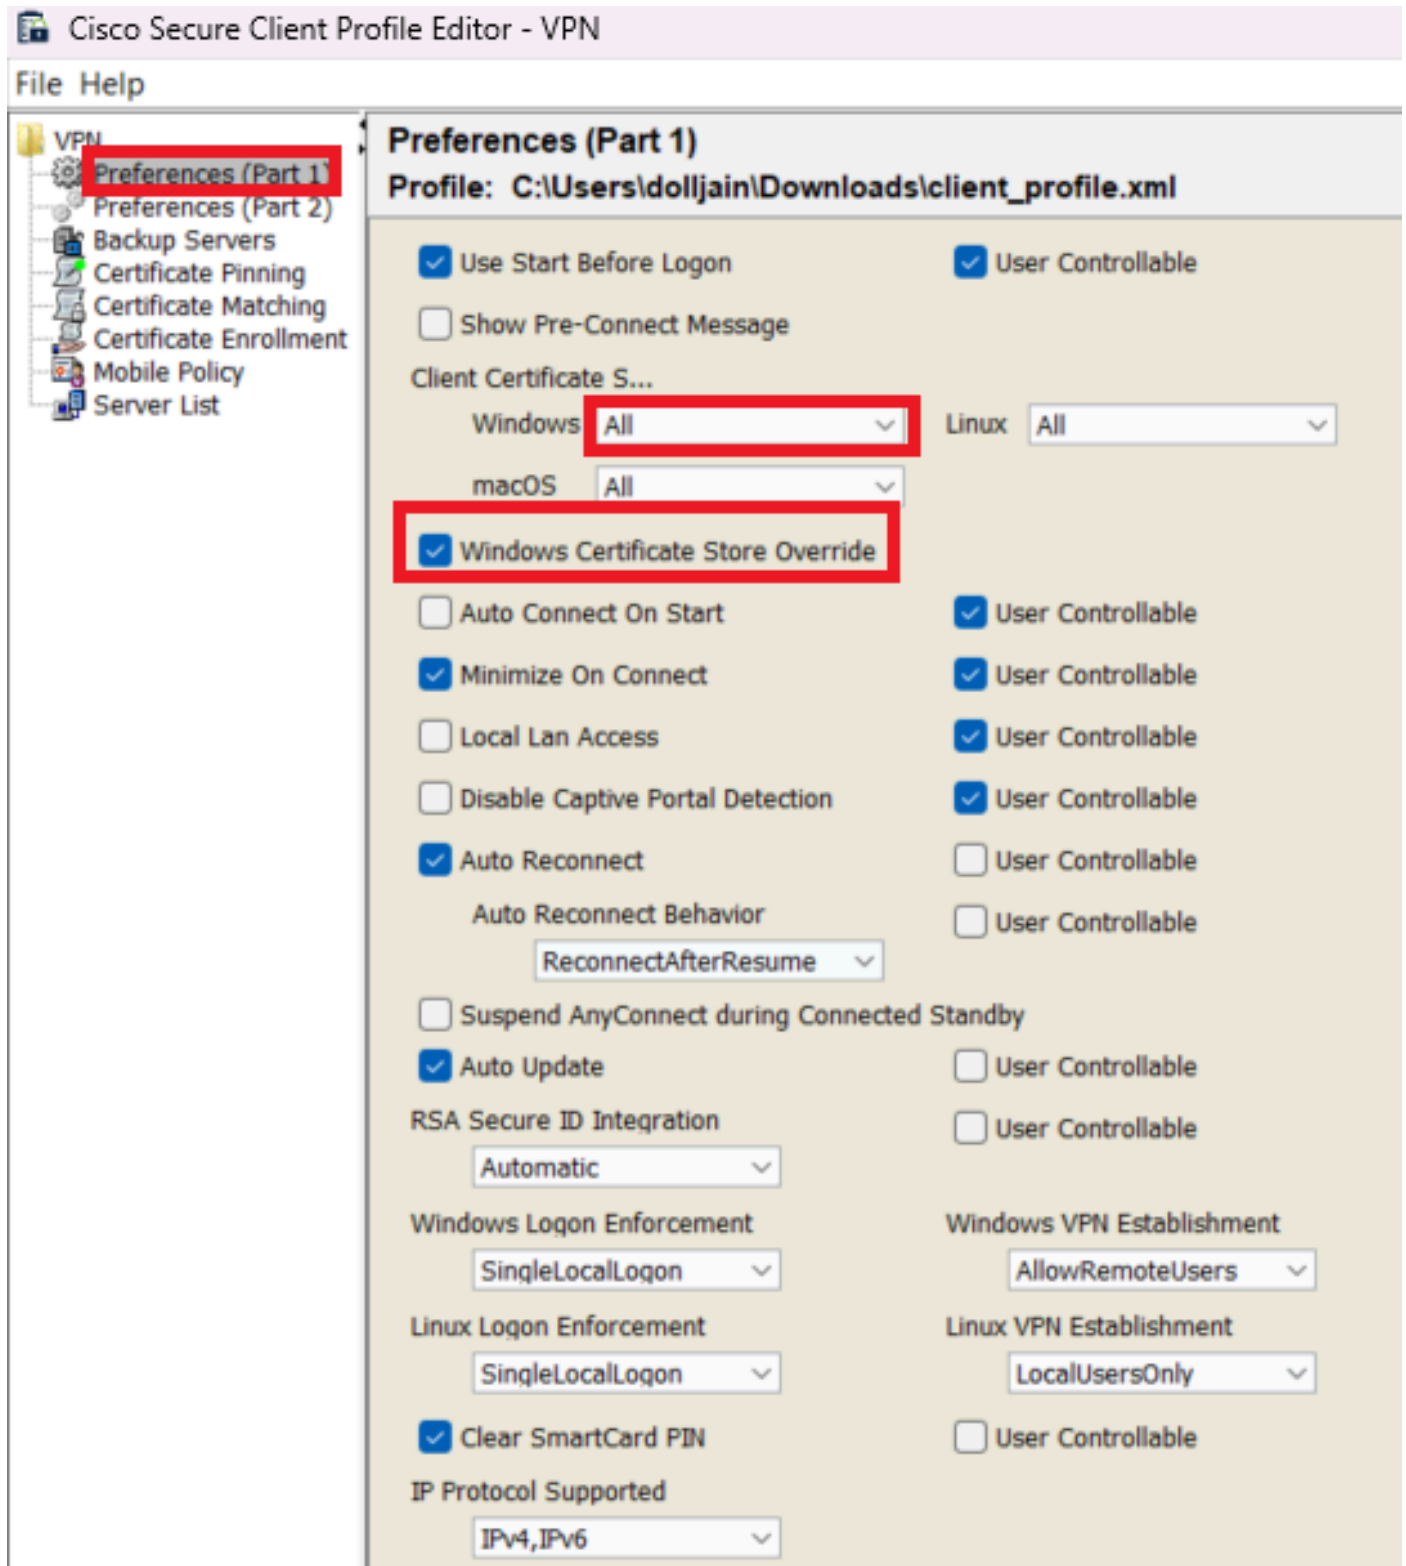 Cisco Secure Client Profile Editor - VPN
File Help
VPN
Preferences (Part 1)
Preferences (Part 2)
Backup Servers
Certificate Pinning
Certificate Matching
Certificate Enrollment
Mobile Policy
Server List
Preferences (Part 1)
Profile: C:\Users\dolljain\Downloads\client_profile.xml
Use Start Before Logon User Controllable
Show Pre-Connect Message
Client Certificate S...
Windows All Linux All
macOS All
Windows Certificate Store Override
Auto Connect On Start User Controllable
Minimize On Connect User Controllable
Local Lan Access User Controllable
Disable Captive Portal Detection User Controllable
Auto Reconnect User Controllable
Auto Reconnect Behavior User Controllable
ReconnectAfterResume
Suspend AnyConnect during Connected Standby
Auto Update User Controllable
RSA Secure ID Integration User Controllable
Automatic
Windows Logon Enforcement Windows VPN Establishment
SingleLocalLogon AllowRemoteUsers
Linux Logon Enforcement Linux VPN Establishment
SingleLocalLogon LocalUsersOnly
Clear SmartCard PIN User Controllable
IP Protocol Supported
IPv4,IPv6